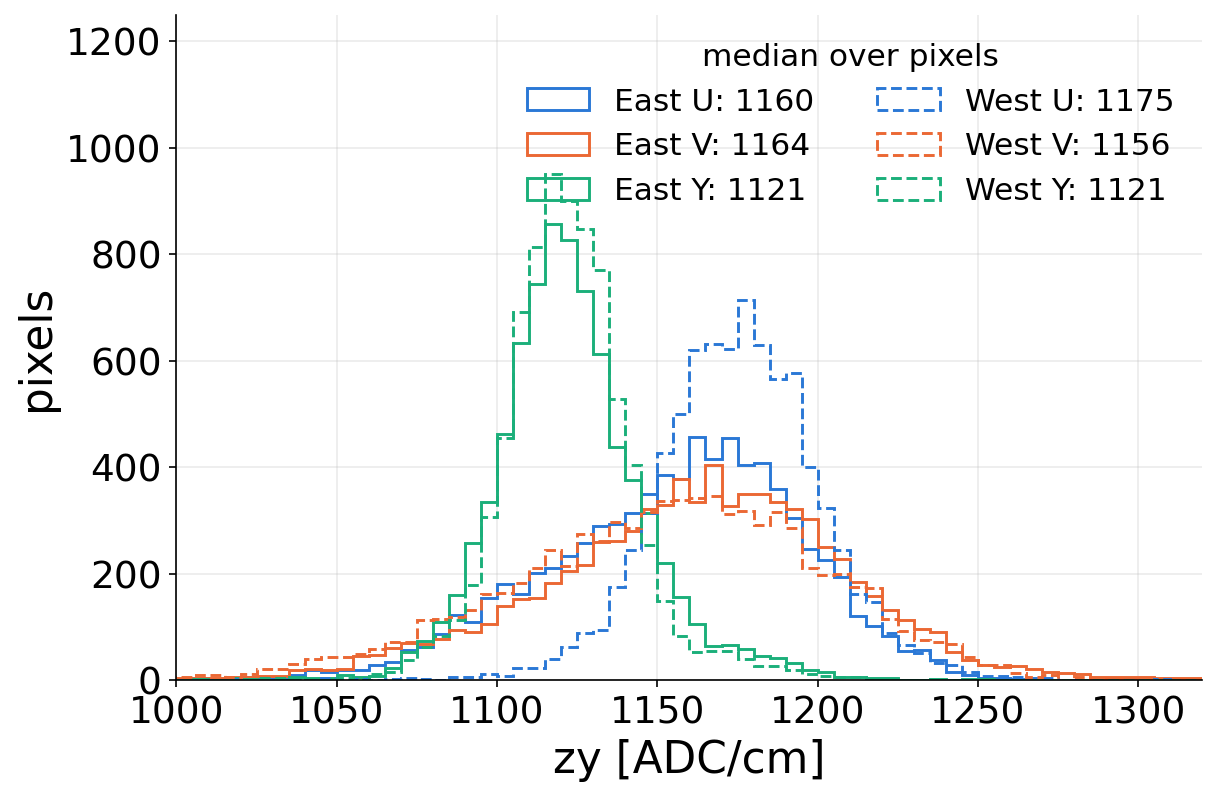 median over pixels
East U: 1160
West U: 1175
East V: 1164
West V: 1156
East Y: 1121
West Y: 1121
1200
1000
800
600
400
200
0
pixels
1000 1050 1100 1150 1200 1250 1300
zy [ADC/cm]